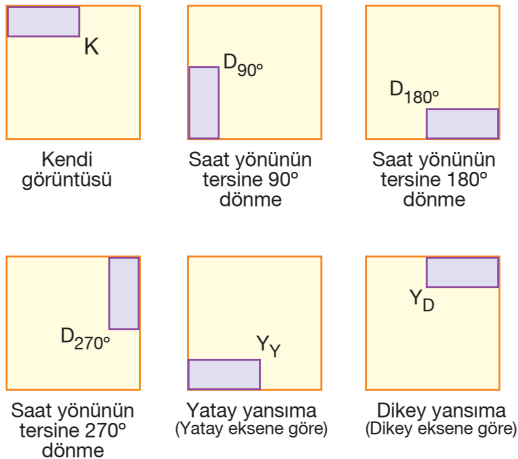 K
D90°
D180°
Kendi
görüntüsü
Saat yönünün
tersine 90°
dönme
Saat yönünün
tersine 180°
dönme
D270°
YY
YD
Saat yönünün
tersine 270°
dönme
Yatay yansıma
(Yatay eksene göre)
Dikey yansıma
(Dikey eksene göre)